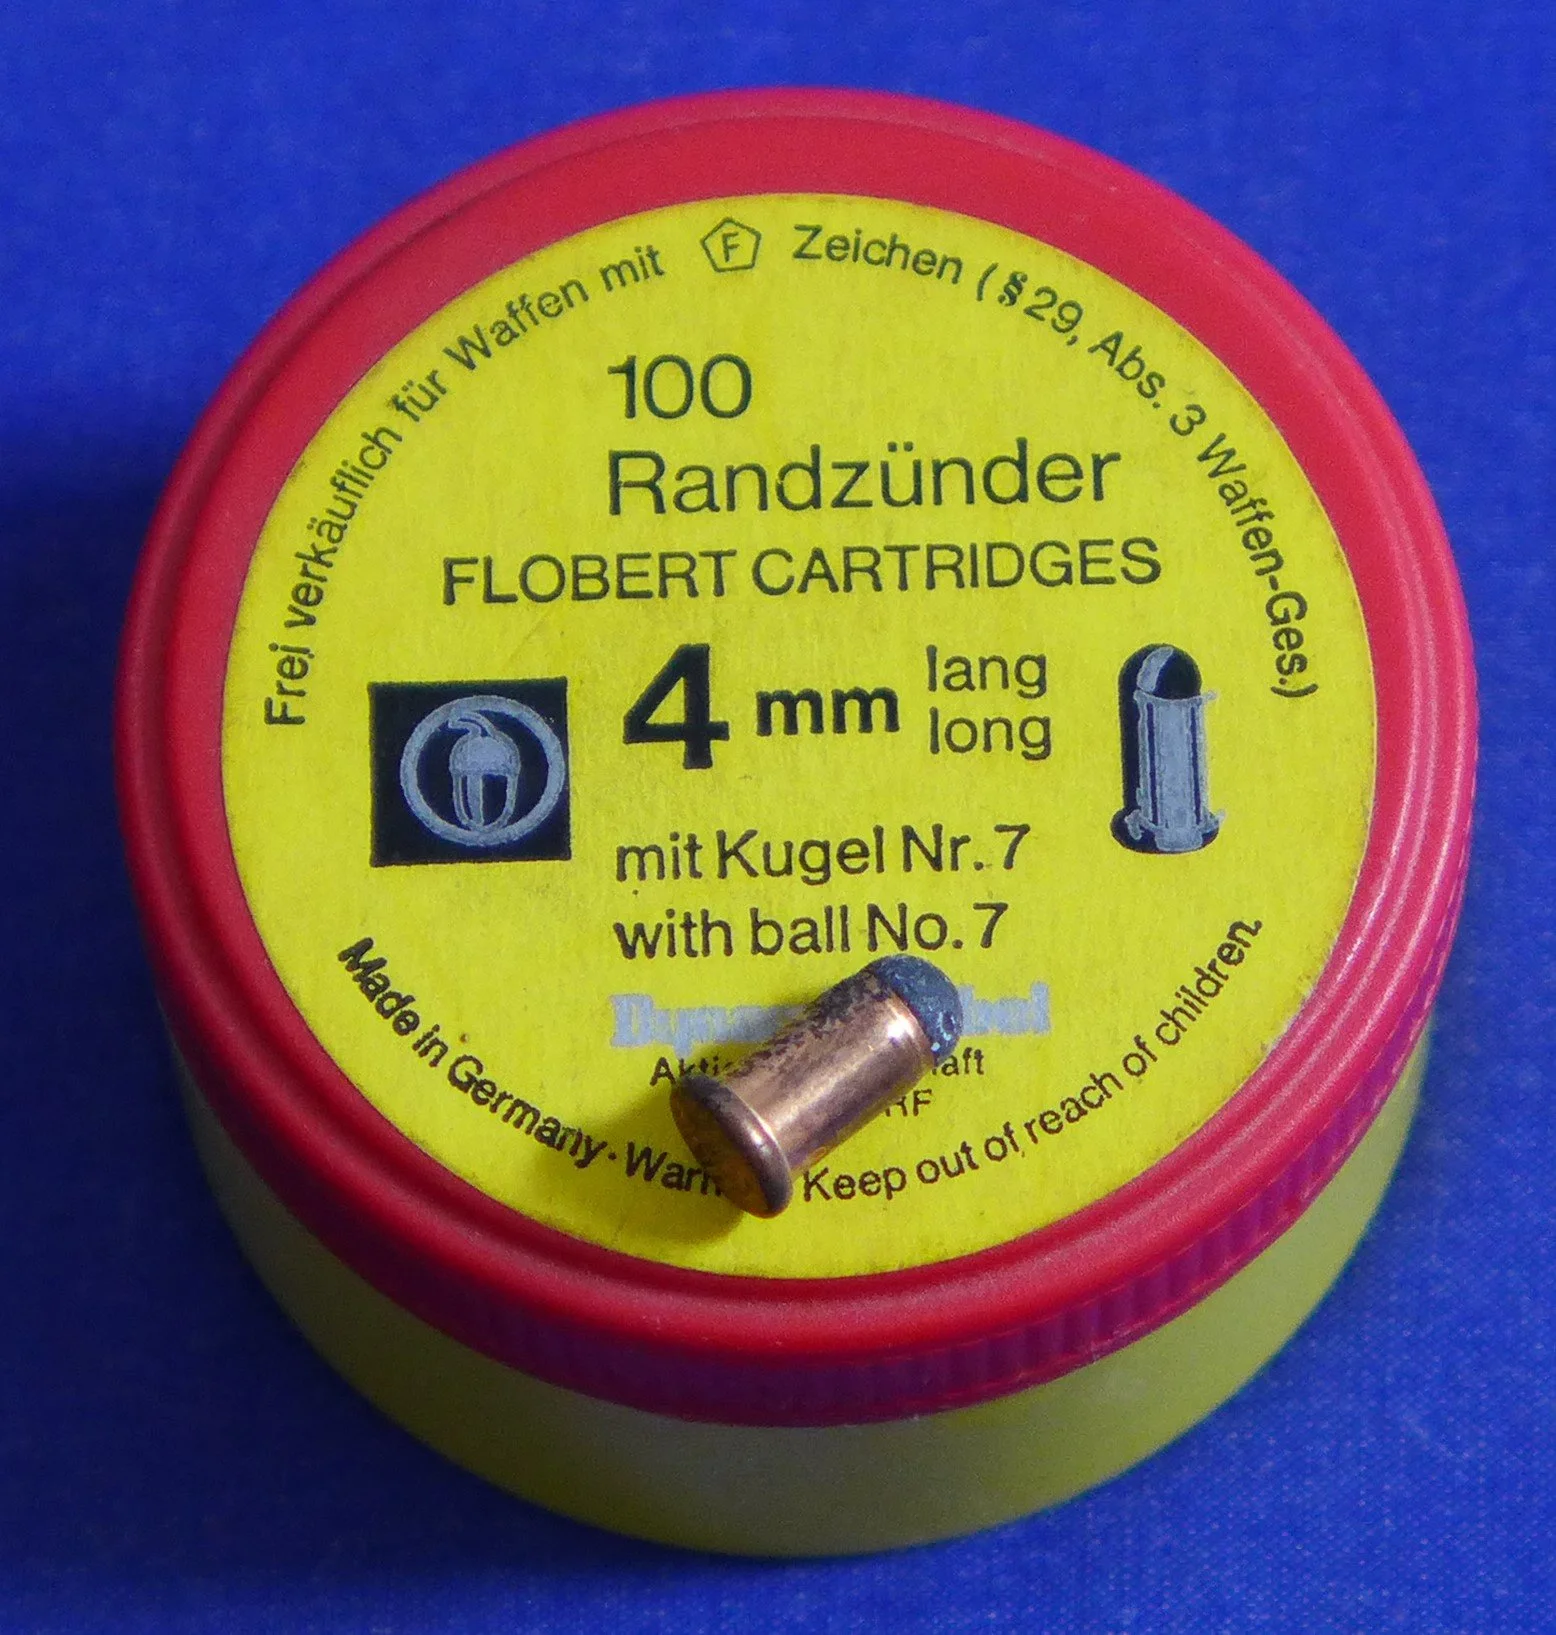 Frei verkäuflich für Waffen mit F Zeichen (§ 29, Abs. 3 Waffen-Ges.)
100
Randzünder
FLOBERT CARTRIDGES
4 mm lang
long
mit Kugel Nr. 7
with ball No. 7
Made in Germany · Keep out of reach of children.